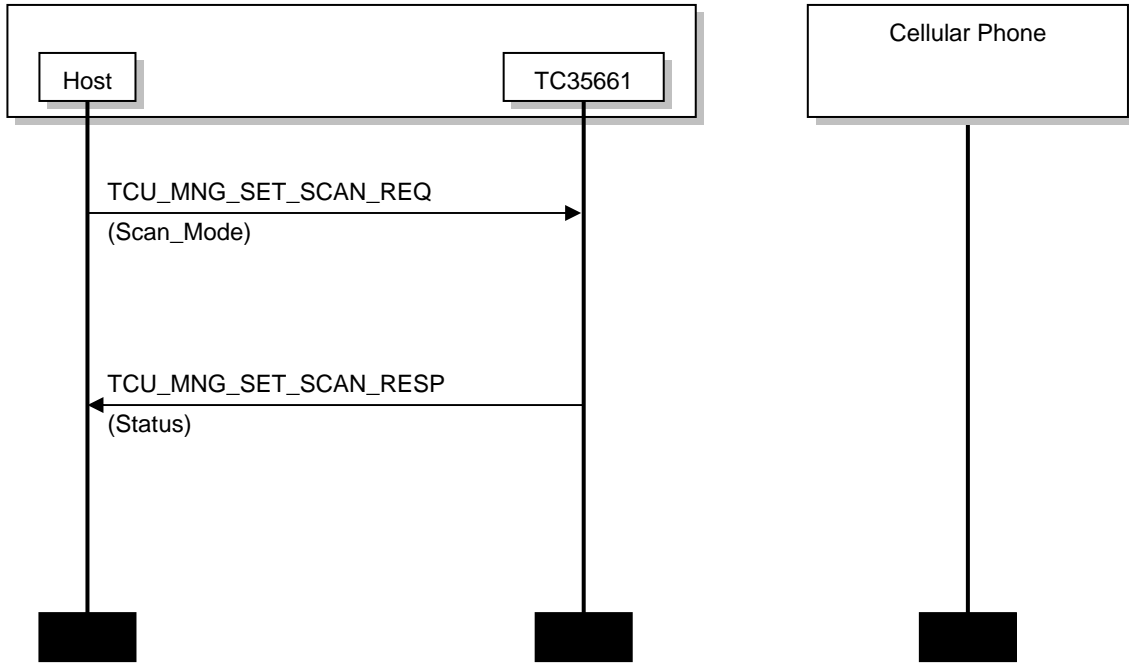 Cellular Phone
Host
TC35661
TCU_MNG_SET_SCAN_REQ
(Scan_Mode)
TCU_MNG_SET_SCAN_RESP
(Status)